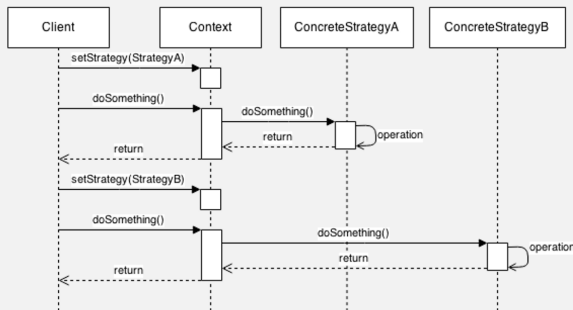 Client
Context
ConcreteStrategyA
ConcreteStrategyB
setStrategy(StrategyA)
doSomething()
doSomething()
operation
return
return
setStrategy(StrategyB)
doSomething()
doSomething()
operation
return
return